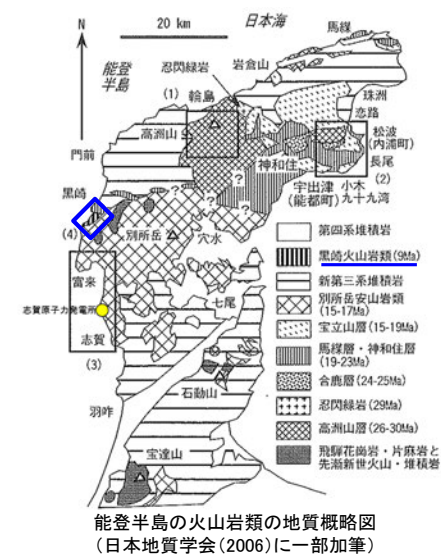 N
20 km
日本海
馬緤
能登
半島
忍閃緑岩
岩倉山
(1)
輪島
珠洲
恋路
高洲山
松波
(内浦町)
門前
神和住
長尾
(2)
宇出津
(能都町)
小木
九十九湾
黒崎
?
?
?
?
(4)
別所岳
穴水
富来
七尾
志賀原子力発電所
志賀
(3)
羽咋
石動山
宝達山
第四系堆積岩
黒崎火山岩類(9Ma)
新第三系堆積岩
別所岳安山岩類
(15-17Ma)
宝立山層(15-19Ma)
馬緤層・神和住層
(19-23Ma)
合鹿層(24-25Ma)
忍閃緑岩(29Ma)
高洲山層(26-30Ma)
飛騨花崗岩・片麻岩と
先漸新世火山・堆積岩
能登半島の火山岩類の地質概略図
(日本地質学会(2006)に一部加筆)